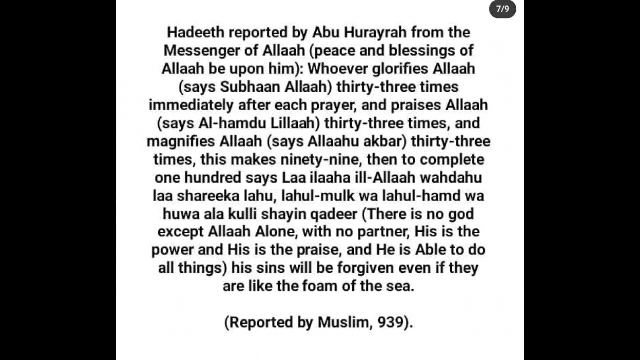 7/9
Hadeeth reported by Abu Hurayrah from the
Messenger of Allaah (peace and blessings of
Allaah be upon him): Whoever glorifies Allaah
(says Subhaan Allaah) thirty-three times
immediately after each prayer, and praises Allaah
(says Al-hamdu Lillaah) thirty-three times, and
magnifies Allaah (says Allaahu akbar) thirty-three
times, this makes ninety-nine, then to complete
one hundred says Laa ilaaha ill-Allaah wahdahu
laa shareeka lahu, lahul-mulk wa lahul-hamd wa
huwa ala kulli shayin qadeer (There is no god
except Allaah Alone, with no partner, His is the
power and His is the praise, and He is Able to do
all things) his sins will be forgiven even if they
are like the foam of the sea.
(Reported by Muslim, 939).